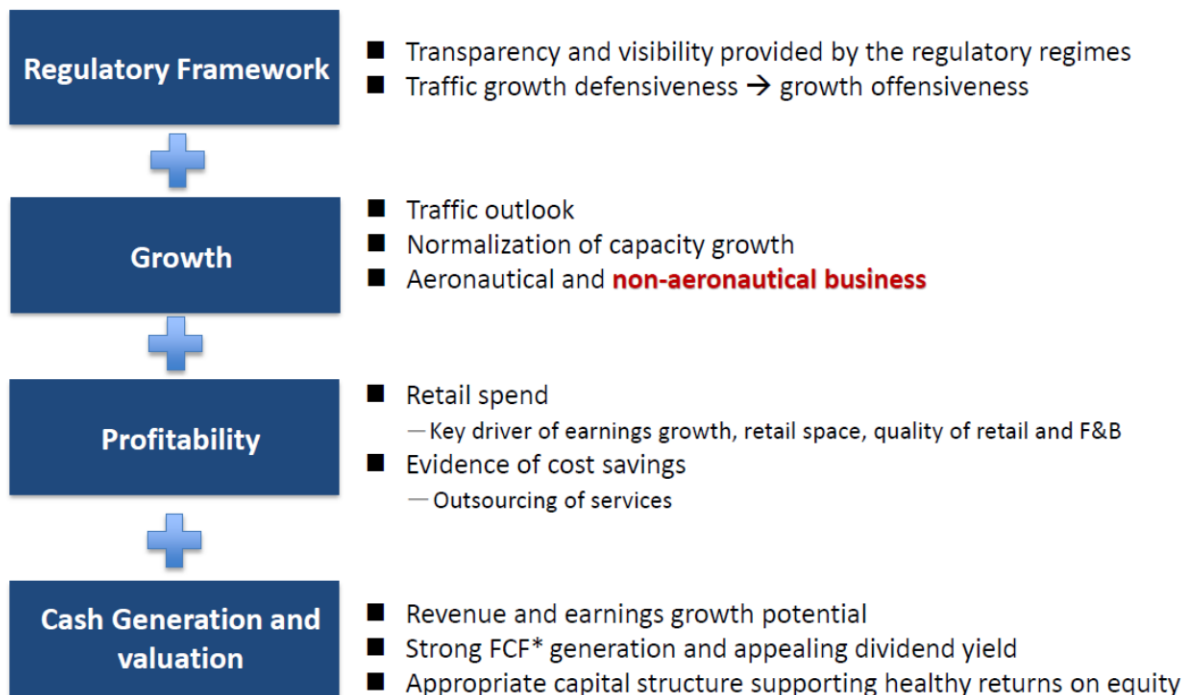 Regulatory Framework
■ Transparency and visibility provided by the regulatory regimes
■ Traffic growth defensiveness → growth offensiveness
Growth
■ Traffic outlook
■ Normalization of capacity growth
■ Aeronautical and non-aeronautical business
Profitability
■ Retail spend
— Key driver of earnings growth, retail space, quality of retail and F&B
■ Evidence of cost savings
— Outsourcing of services
Cash Generation and
valuation
■ Revenue and earnings growth potential
■ Strong FCF* generation and appealing dividend yield
■ Appropriate capital structure supporting healthy returns on equity